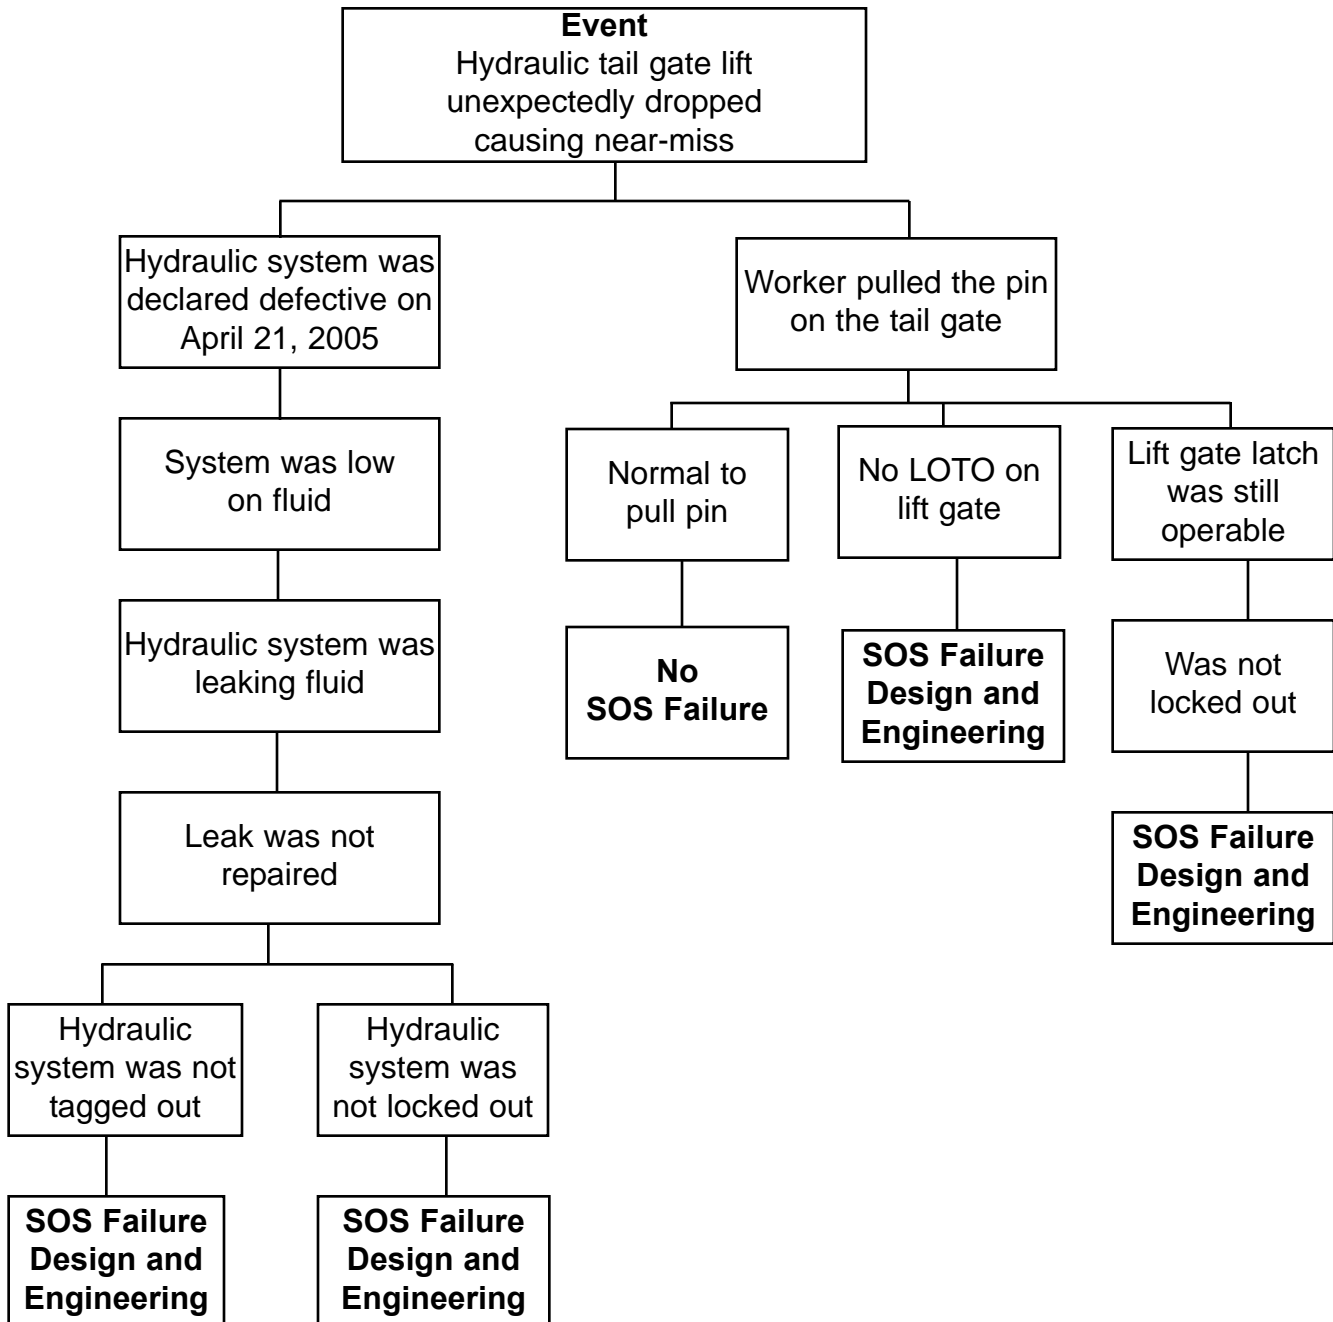 Event
Hydraulic tail gate lift
unexpectedly dropped
causing near-miss
Hydraulic system was
declared defective on
April 21, 2005
Worker pulled the pin
on the tail gate
System was low
on fluid
Normal to
pull pin
No LOTO on
lift gate
Lift gate latch
was still
operable
Hydraulic system was
leaking fluid
No
SOS Failure
SOS Failure
Design and
Engineering
Was not
locked out
Leak was not
repaired
SOS Failure
Design and
Engineering
Hydraulic
system was not
tagged out
Hydraulic
system was
not locked out
SOS Failure
Design and
Engineering
SOS Failure
Design and
Engineering